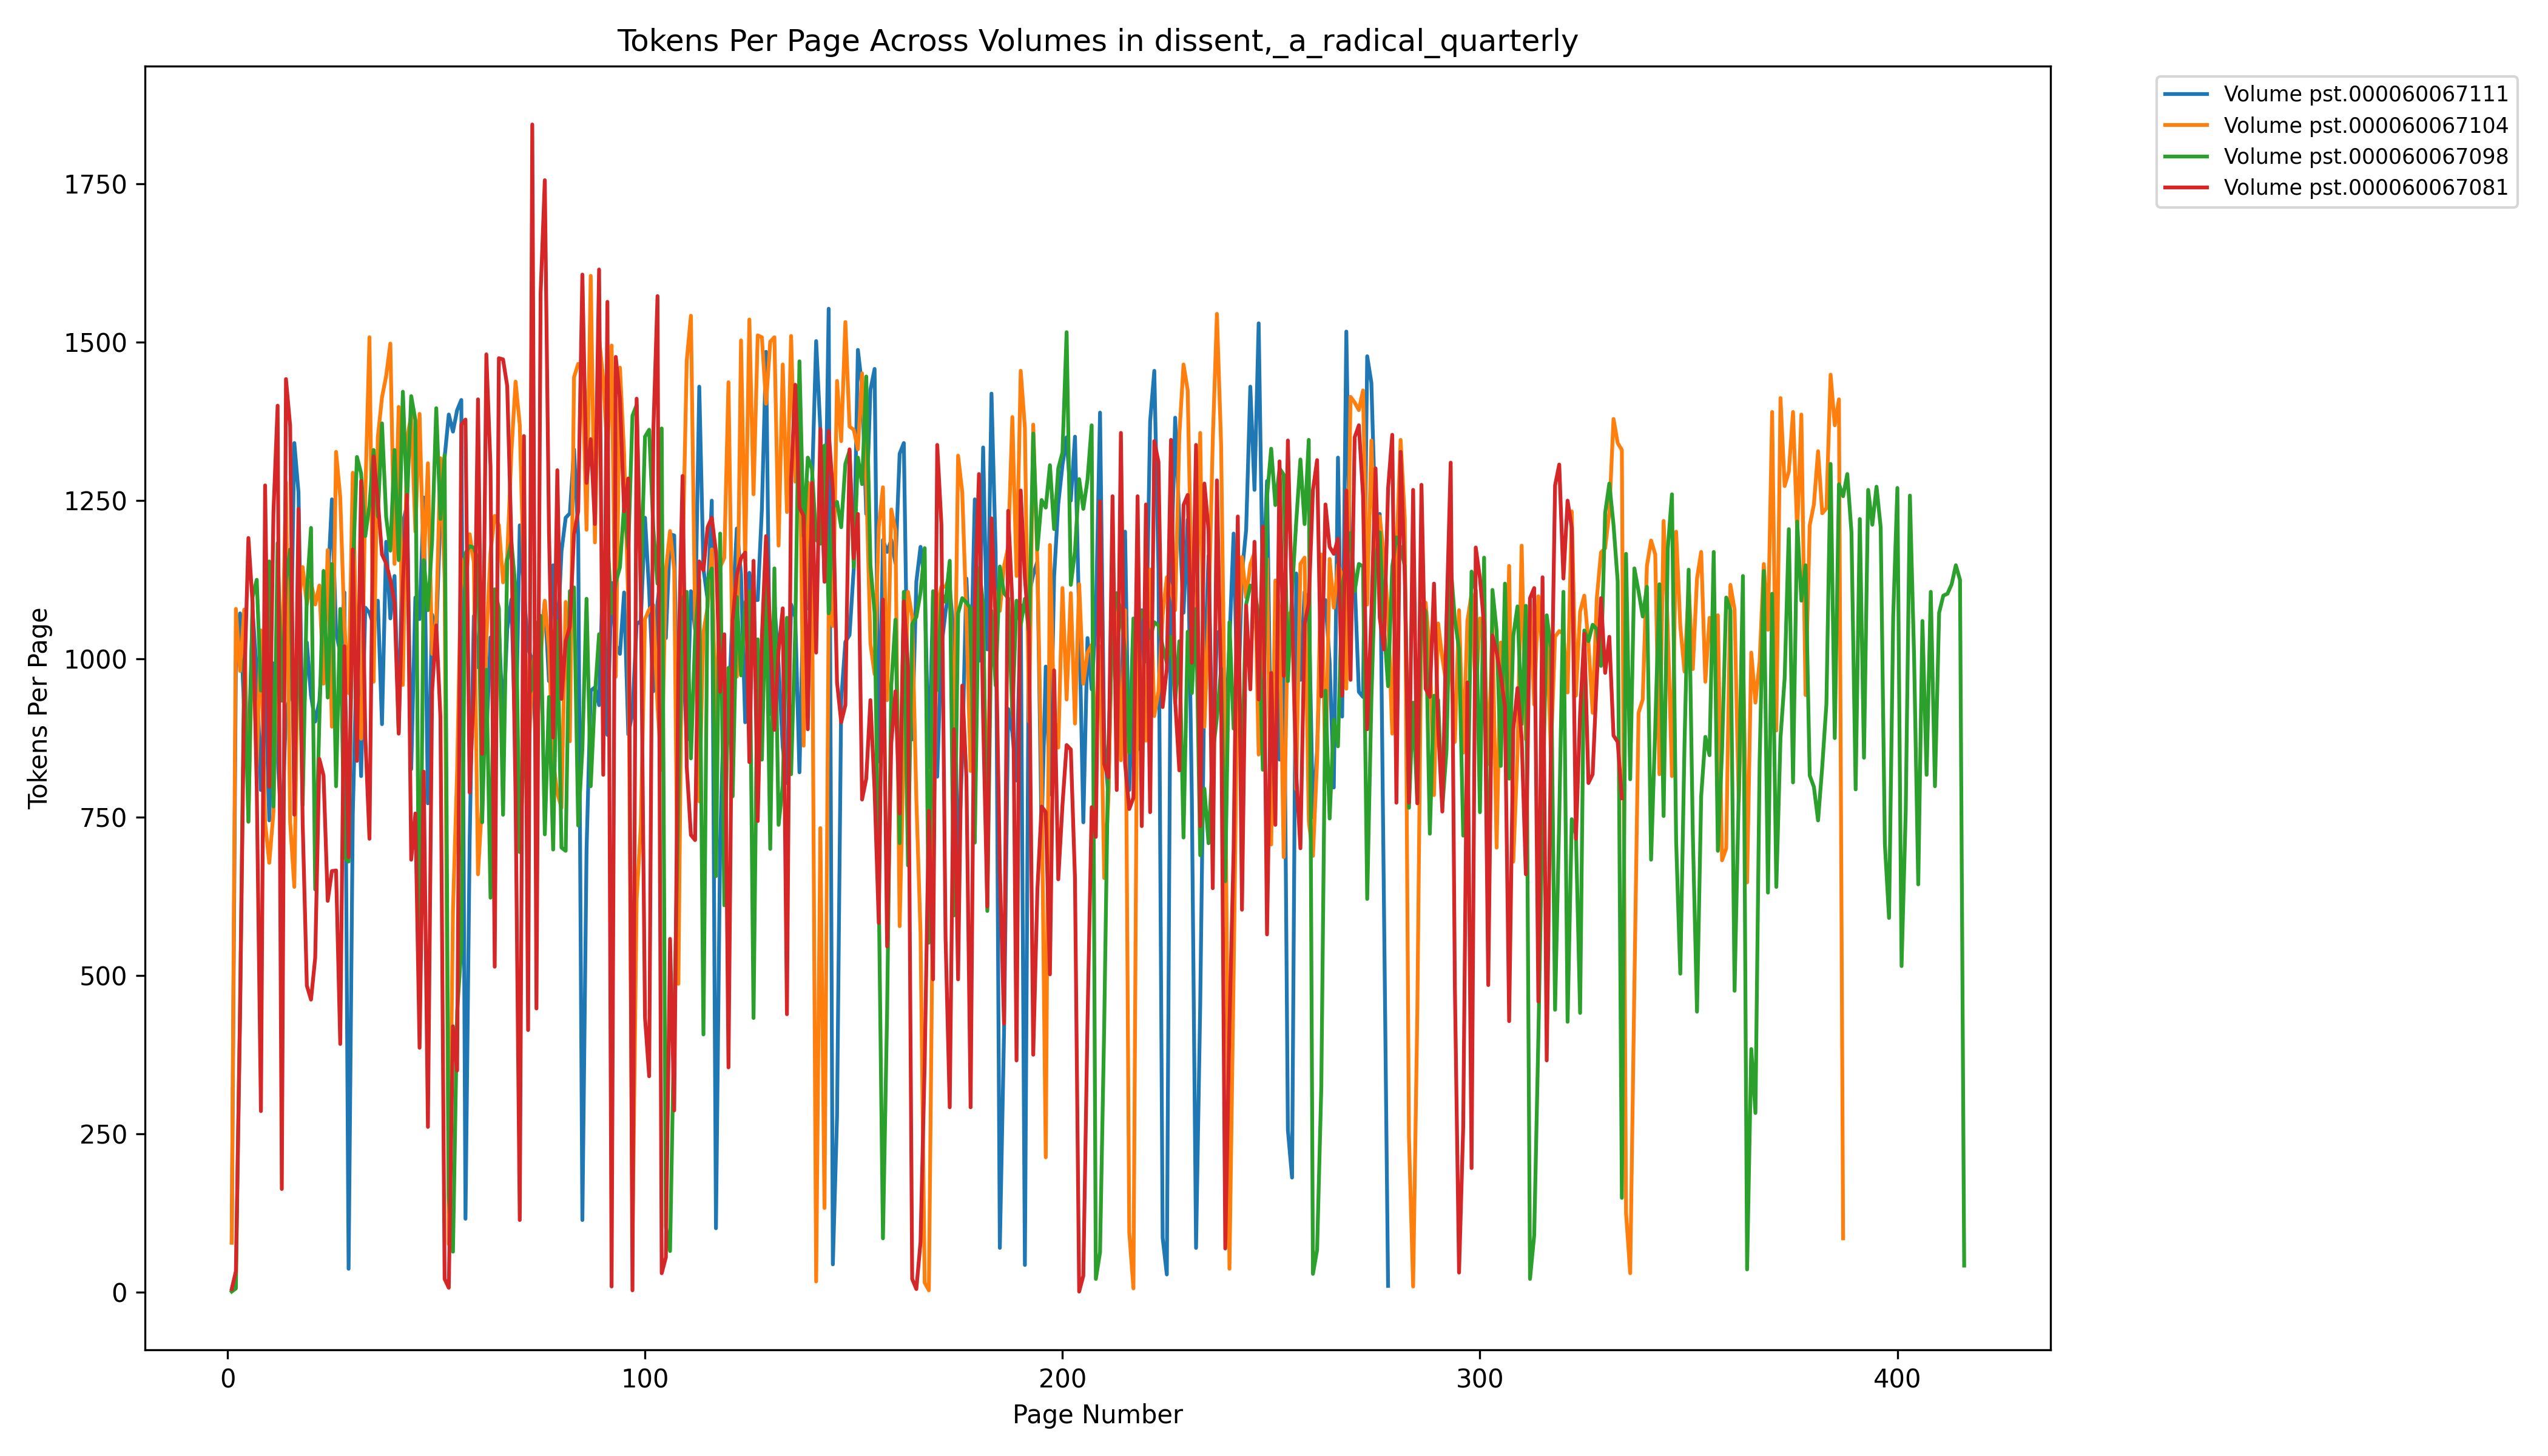 Tokens Per Page Across Volumes in dissent,_a_radical_quarterly
Volume pst.000060067111
Volume pst.000060067104
Volume pst.000060067098
Volume pst.000060067081
Tokens Per Page
1750
1500
1250
1000
750
500
250
0
0 100 200 300 400
Page Number